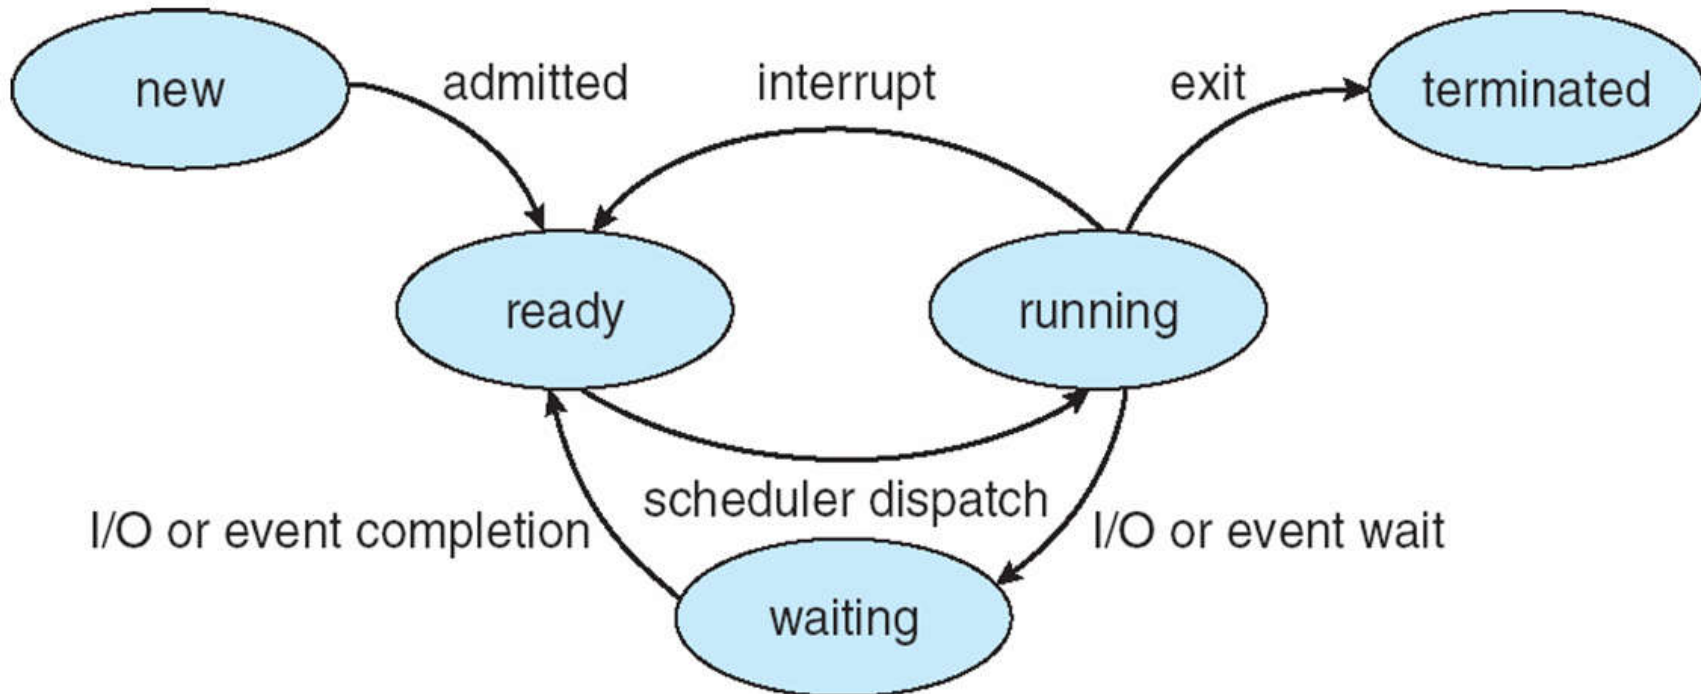 new
admitted
interrupt
exit
terminated
ready
running
scheduler dispatch
I/O or event completion
I/O or event wait
waiting